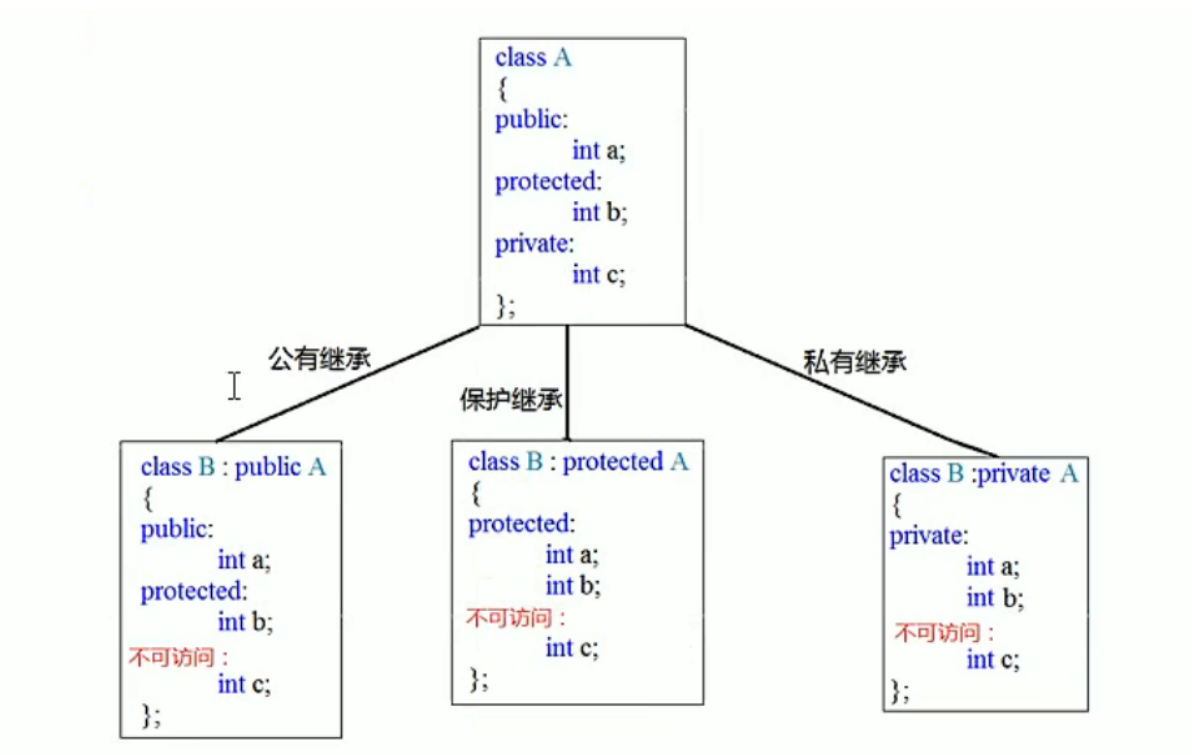 class A
{
public:
int a;
protected:
int b;
private:
int c;
};
公有继承
保护继承
私有继承
class B : public A
{
public:
int a;
protected:
int b;
不可访问：
int c;
};
class B : protected A
{
protected:
int a;
int b;
不可访问：
int c;
};
class B :private A
{
private:
int a;
int b;
不可访问：
int c;
};